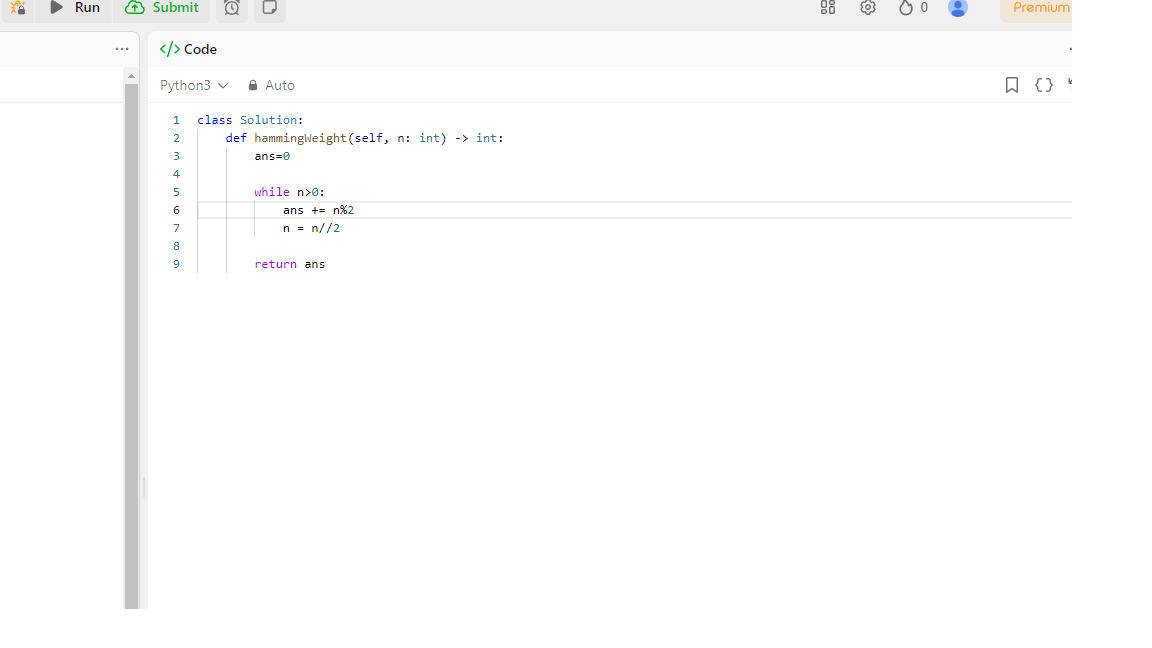 Run Submit 0 Premium
... </> Code
Python3 Auto {}
1 class Solution:
2     def hammingWeight(self, n: int) -> int:
3         ans=0
4
5         while n>0:
6             ans += n%2
7             n = n//2
8
9         return ans